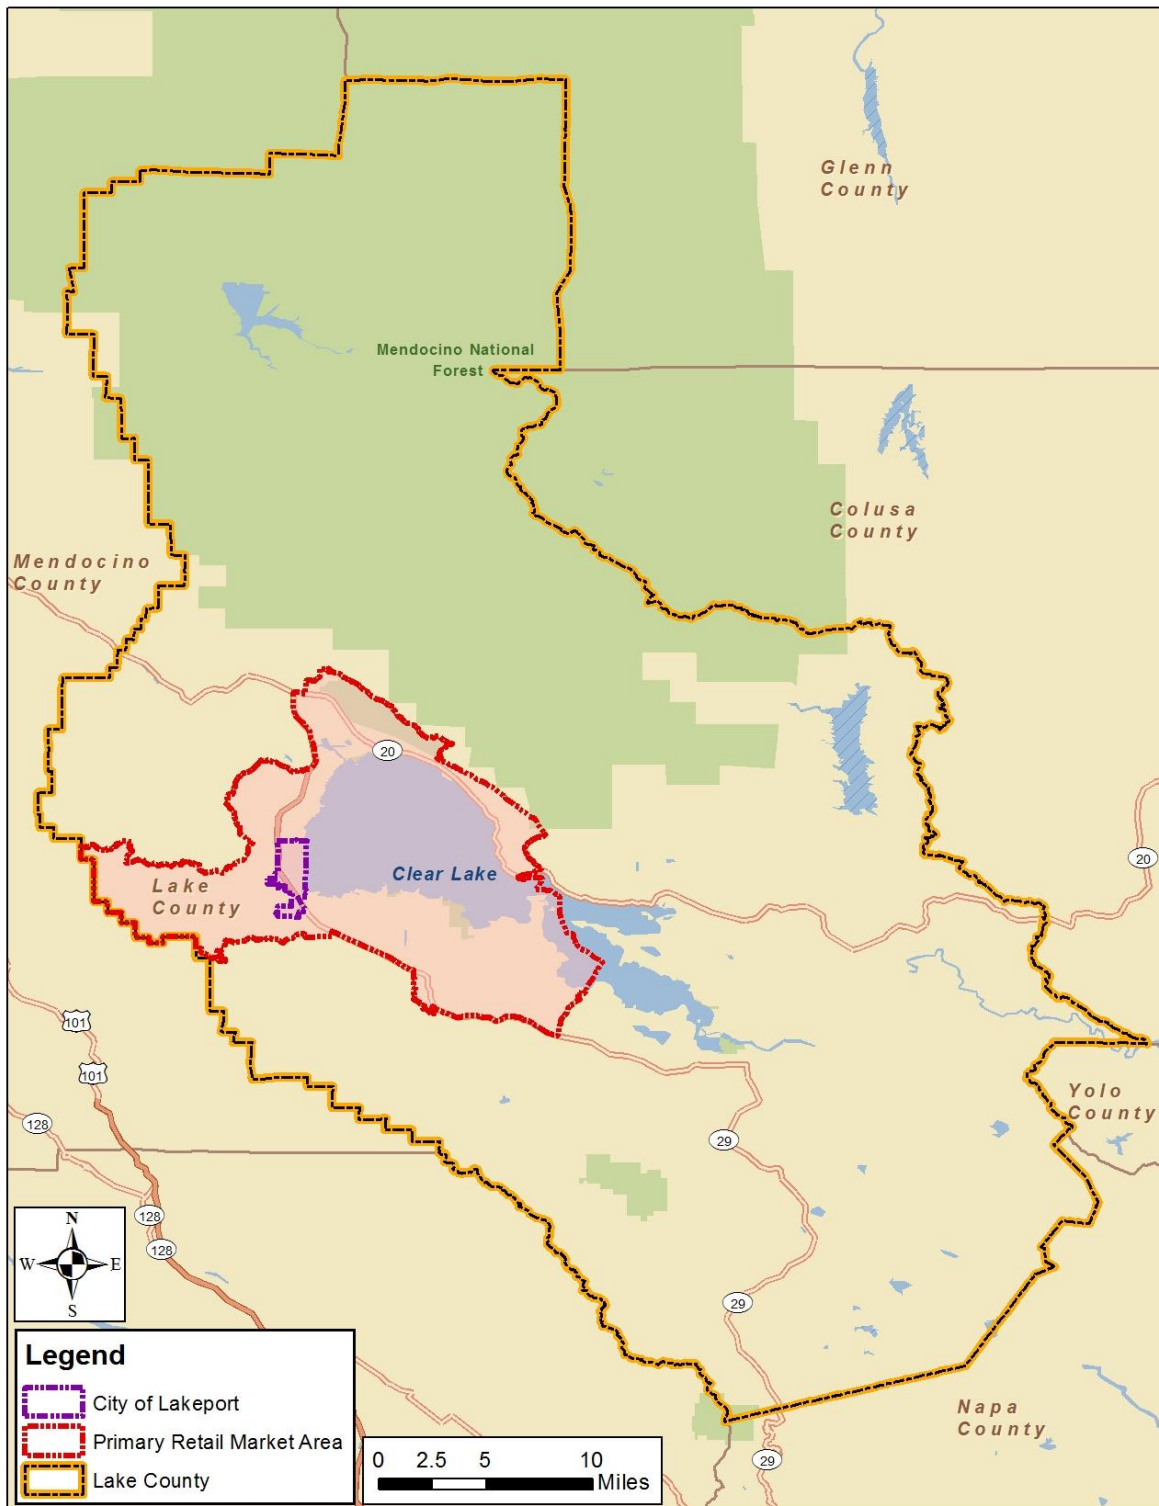 Glenn
County
Mendocino National
Forest
Colusa
County
Mendocino
County
20
Clear Lake
20
Lake
County
101
101
Yolo
County
128
29
128
128
N
W E
S
29
Legend
City of Lakeport
Primary Retail Market Area
Lake County
0 2.5 5 10
Miles
Napa
County
29